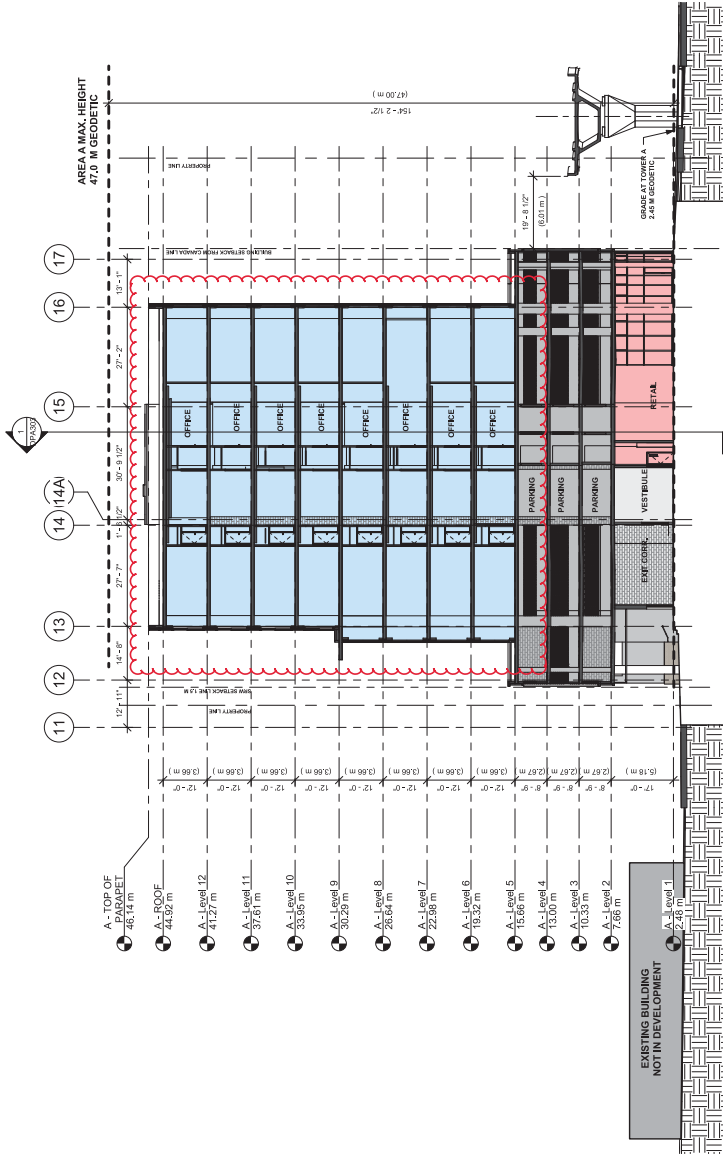 AREA A MAX. HEIGHT
47.0 M GEODETIC
154' - 2 1/2"
(47.00 m )
PROPERTY LINE
BUILDING SETBACK FROM CANADA LINE
19' - 8 1/2"
(6.01 m )
GRADE AT TOWER A
2.45 M GEODETIC
17
16
15
14A
14
13
12
11
13' - 1"
27' - 2"
30' - 9 1/2"
27' - 7"
14' - 8"
12' - 11"
1
SRW SETBACK LINE 1.5 M
PROPERTY LINE
OFFICE
OFFICE
OFFICE
OFFICE
OFFICE
OFFICE
OFFICE
OFFICE
PARKING
PARKING
PARKING
RETAIL
VESTIBULE
EXIT CORR.
12' - 0"
(3.66 m )
12' - 0"
(3.66 m )
12' - 0"
(3.66 m )
12' - 0"
(3.66 m )
12' - 0"
(3.66 m )
12' - 0"
(3.66 m )
12' - 0"
(3.66 m )
12' - 0"
(3.66 m )
8' - 9"
(2.67 m )
8' - 9"
(2.67 m )
8' - 9"
(2.67 m )
17' - 0"
(5.18 m )
A - TOP OF
PARAPET
46.14 m
A - ROOF
44.92 m
A - Level 12
41.27 m
A - Level 11
37.61 m
A - Level 10
33.95 m
A - Level 9
30.29 m
A - Level 8
26.64 m
A - Level 7
22.98 m
A - Level 6
19.32 m
A - Level 5
15.66 m
A - Level 4
13.00 m
A - Level 3
10.33 m
A - Level 2
7.66 m
A - Level 1
2.48 m
EXISTING BUILDING
NOT IN DEVELOPMENT